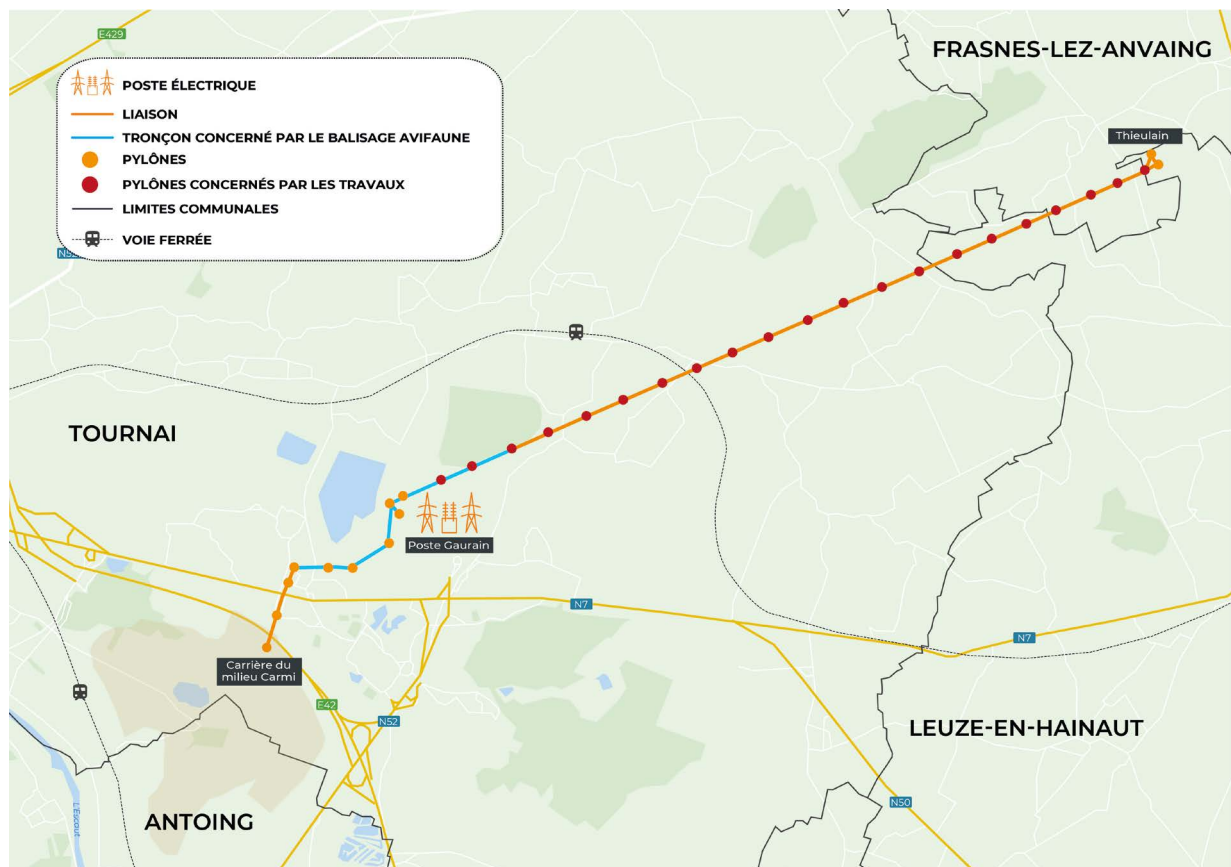 E429
FRASNES-LEZ-ANVAING
POSTE ÉLECTRIQUE
LIAISON
TRONÇON CONCERNÉ PAR LE BALISAGE AVIFAUNE
PYLÔNES
PYLÔNES CONCERNÉS PAR LES TRAVAUX
LIMITES COMMUNALES
VOIE FERRÉE
Thieulain
TOURNAI
Poste Gaurain
N7
N7
Carrière du
milieu Carmi
E42
N52
LEUZE-EN-HAINAUT
N50
L'Escaut
ANTOING